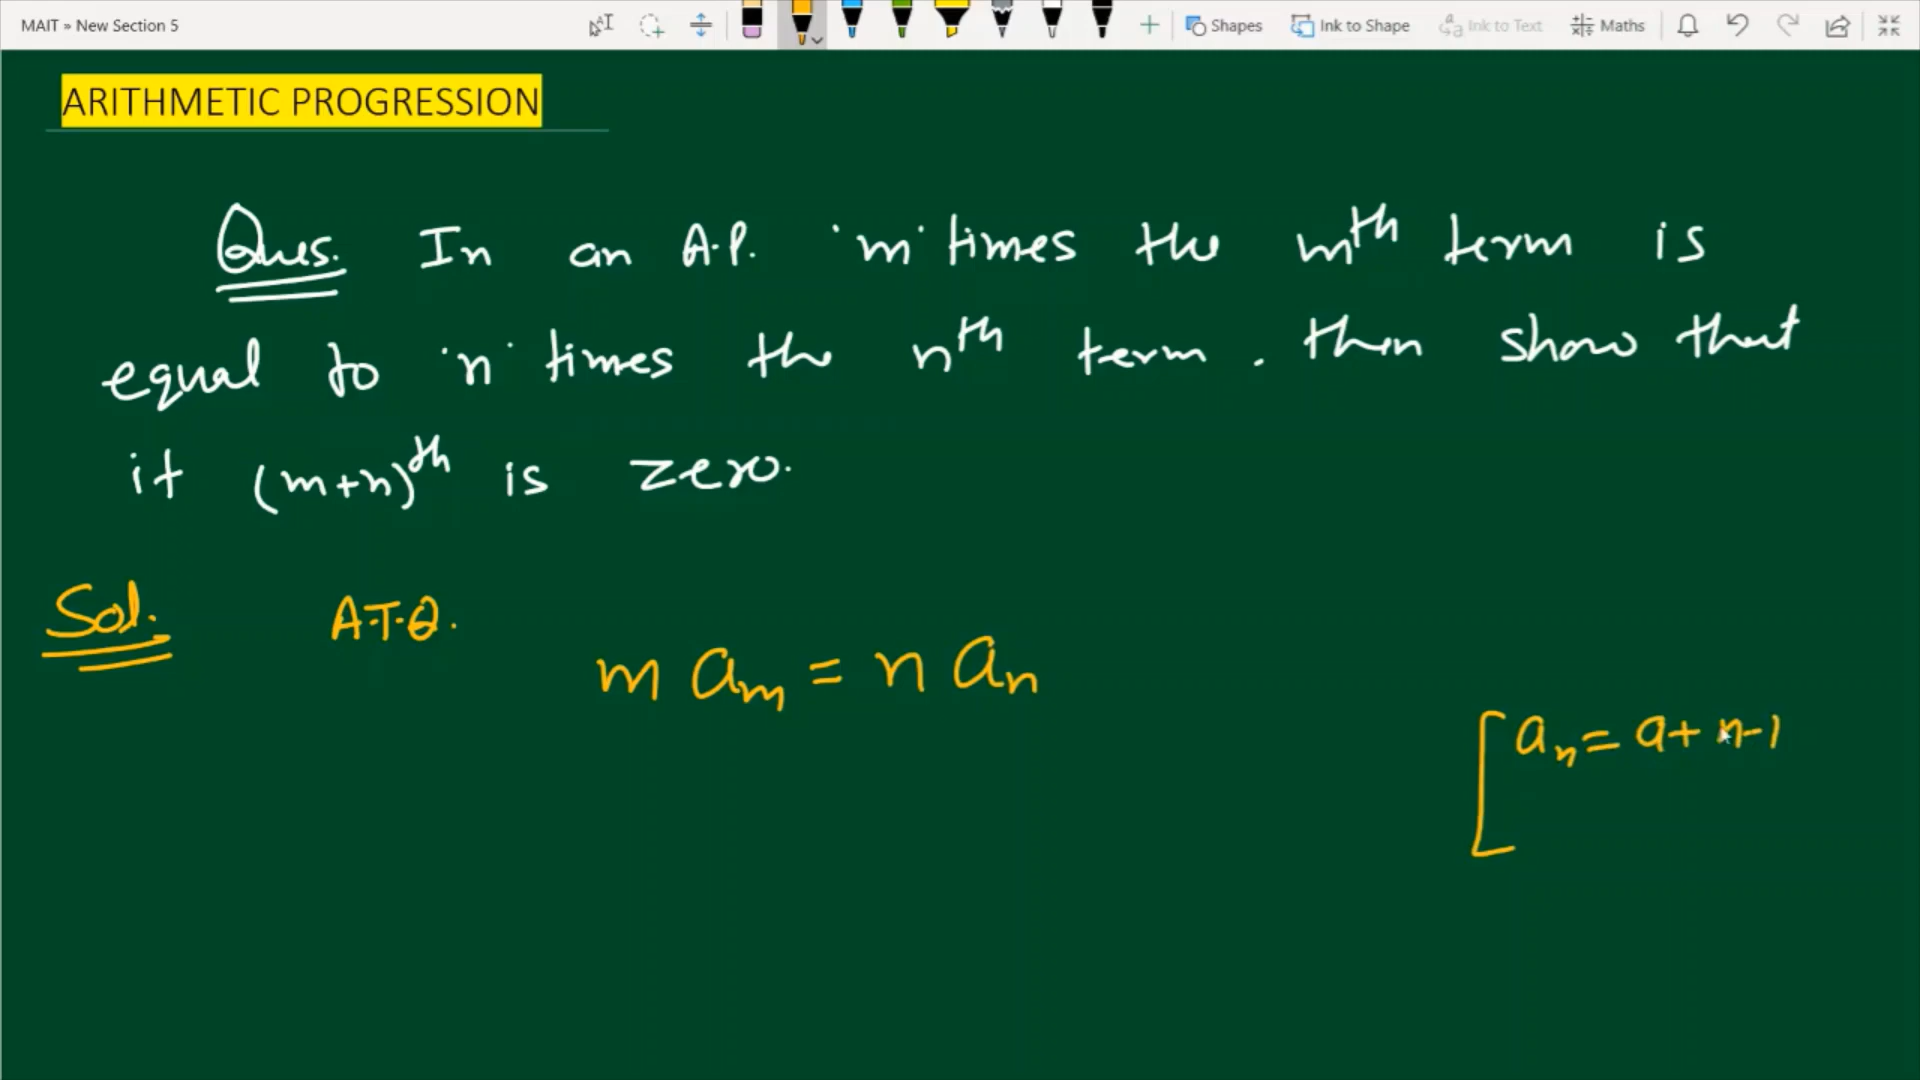 MAIT » New Section 5
Shapes Ink to Shape Ink to Text Maths
ARITHMETIC PROGRESSION
Ques. In an A.P. 'm' times the mth term is
equal to 'n' times the nth term. then show that
it (m+n)th is zero.
Sol. A.T.Q.
m am = n an
[an = a + n-1